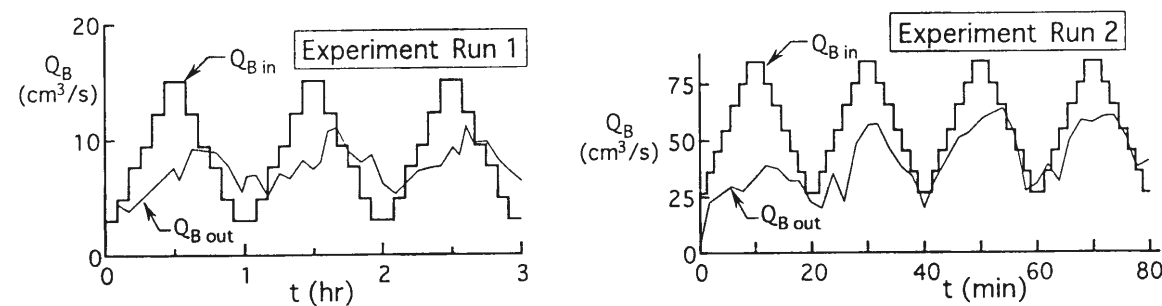 20
Experiment Run 1
Q_B in
Q_B
(cm³/s)
10
Q_B out
0
0 1 2 3
t (hr)
Experiment Run 2
Q_B in
75
Q_B
(cm³/s)
50
25
Q_B out
0
0 20 40 60 80
t (min)